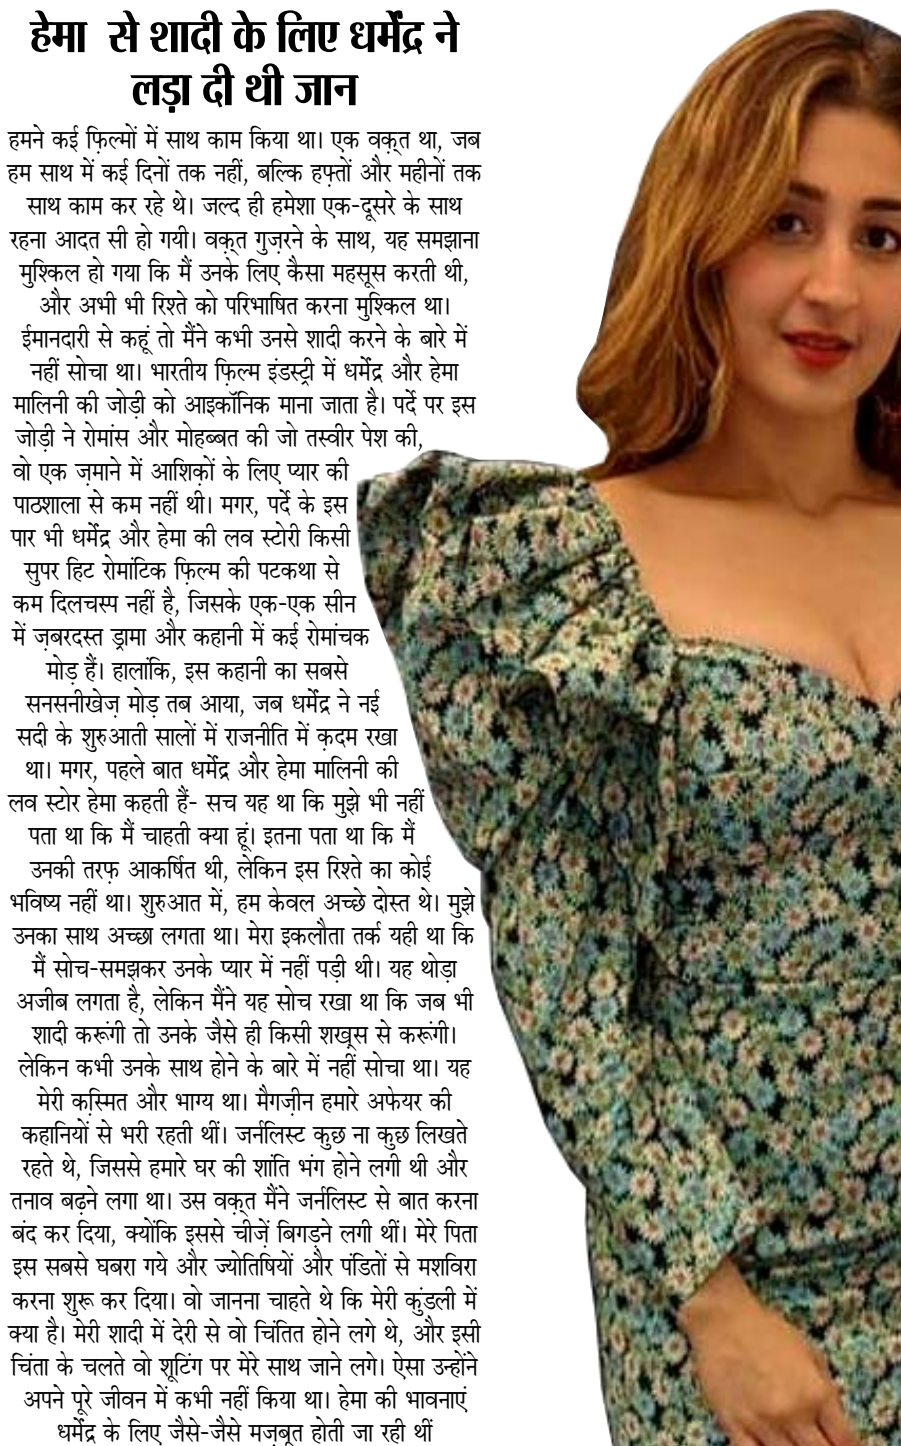 हेमा से शादी के लिए धर्मेंद्र ने
लड़ा दी थी जान
हमने कई फ़िल्मों में साथ काम किया था। एक वक़्त था, जब
हम साथ में कई दिनों तक नहीं, बल्कि हफ़्तों और महीनों तक
साथ काम कर रहे थे। जल्द ही हमेशा एक-दूसरे के साथ
रहना आदत सी हो गयी। वक़्त गुज़रने के साथ, यह समझाना
मुश्किल हो गया कि मैं उनके लिए कैसा महसूस करती थी,
और अभी भी रिश्ते को परिभाषित करना मुश्किल था।
ईमानदारी से कहूं तो मैंने कभी उनसे शादी करने के बारे में
नहीं सोचा था। भारतीय फ़िल्म इंडस्ट्री में धर्मेंद्र और हेमा
मालिनी की जोड़ी को आइकॉनिक माना जाता है। पर्दे पर इस
जोड़ी ने रोमांस और मोहब्बत की जो तस्वीर पेश की,
वो एक ज़माने में आशिक़ों के लिए प्यार की
पाठशाला से कम नहीं थी। मगर, पर्दे के इस
पार भी धर्मेंद्र और हेमा की लव स्टोरी किसी
सुपर हिट रोमांटिक फ़िल्म की पटकथा से
कम दिलचस्प नहीं है, जिसके एक-एक सीन
में ज़बरदस्त ड्रामा और कहानी में कई रोमांचक
मोड़ हैं। हालांकि, इस कहानी का सबसे
सनसनीखेज़ मोड़ तब आया, जब धर्मेंद्र ने नई
सदी के शुरुआती सालों में राजनीति में क़दम रखा
था। मगर, पहले बात धर्मेंद्र और हेमा मालिनी की
लव स्टोर हेमा कहती हैं- सच यह था कि मुझे भी नहीं
पता था कि मैं चाहती क्या हूं। इतना पता था कि मैं
उनकी तरफ़ आकर्षित थी, लेकिन इस रिश्ते का कोई
भविष्य नहीं था। शुरुआत में, हम केवल अच्छे दोस्त थे। मुझे
उनका साथ अच्छा लगता था। मेरा इकलौता तर्क यही था कि
मैं सोच-समझकर उनके प्यार में नहीं पड़ी थी। यह थोड़ा
अजीब लगता है, लेकिन मैंने यह सोच रखा था कि जब भी
शादी करूंगी तो उनके जैसे ही किसी शख़्स से करूंगी।
लेकिन कभी उनके साथ होने के बारे में नहीं सोचा था। यह
मेरी क़स्मित और भाग्य था। मैगज़ीन हमारे अफेयर की
कहानियों से भरी रहती थीं। जर्नलिस्ट कुछ ना कुछ लिखते
रहते थे, जिससे हमारे घर की शांति भंग होने लगी थी और
तनाव बढ़ने लगा था। उस वक़्त मैंने जर्नलिस्ट से बात करना
बंद कर दिया, क्योंकि इससे चीज़ें बिगड़ने लगी थीं। मेरे पिता
इस सबसे घबरा गये और ज्योतिषियों और पंडितों से मशविरा
करना शुरू कर दिया। वो जानना चाहते थे कि मेरी कुंडली में
क्या है। मेरी शादी में देरी से वो चिंतित होने लगे थे, और इसी
चिंता के चलते वो शूटिंग पर मेरे साथ जाने लगे। ऐसा उन्होंने
अपने पूरे जीवन में कभी नहीं किया था। हेमा की भावनाएं
धर्मेंद्र के लिए जैसे-जैसे मज़बूत होती जा रही थीं